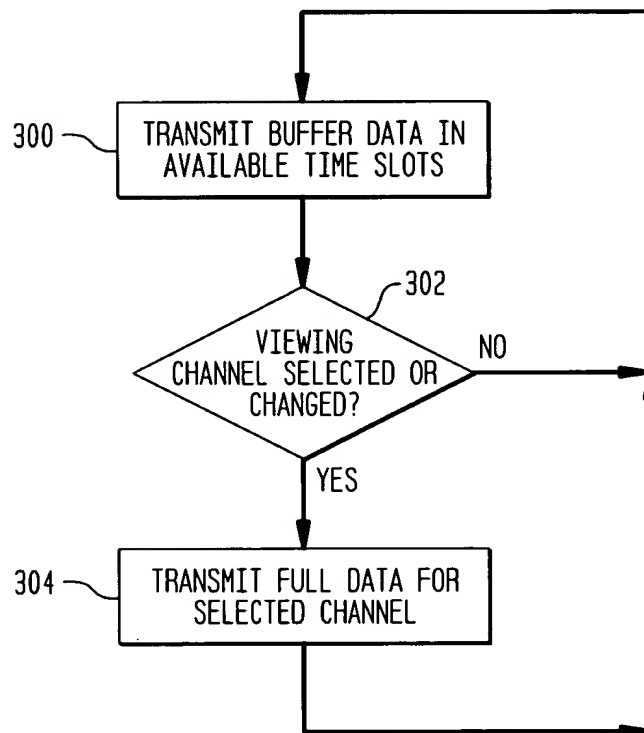 300
TRANSMIT BUFFER DATA IN
AVAILABLE TIME SLOTS
302
VIEWING
CHANNEL SELECTED OR
CHANGED?
NO
YES
304
TRANSMIT FULL DATA FOR
SELECTED CHANNEL